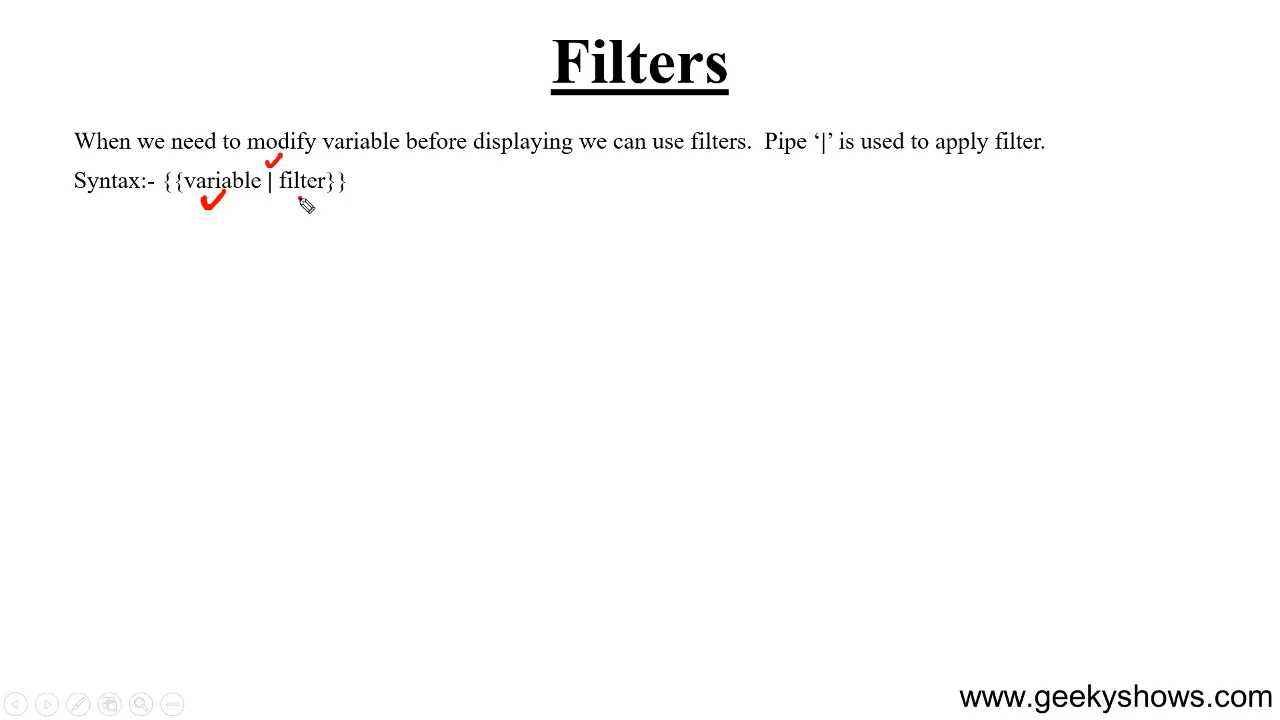 Filters
When we need to modify variable before displaying we can use filters.  Pipe ‘|’ is used to apply filter.
Syntax:- {{variable | filter}}
www.geekyshows.com